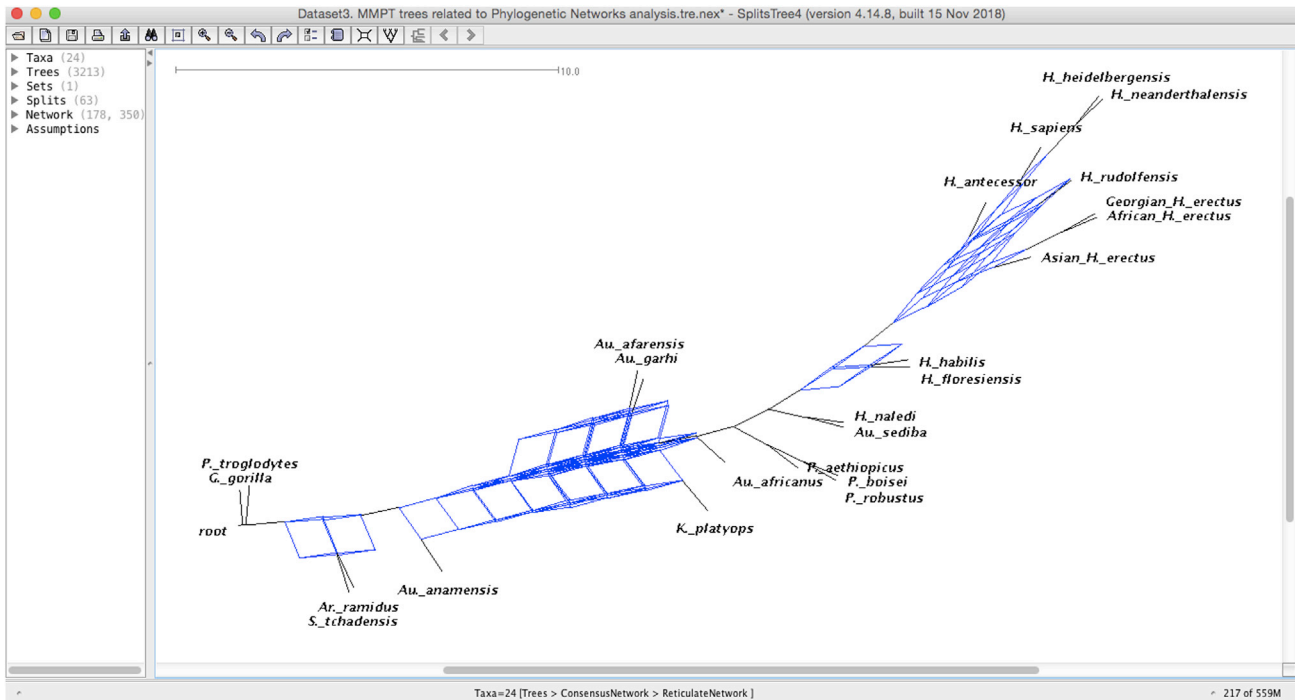 Dataset3. MMPT trees related to Phylogenetic Networks analysis.tre.nex* - SplitsTree4 (version 4.14.8, built 15 Nov 2018)
Taxa (24)
Trees (3213)
Sets (1)
Splits (63)
Network (178, 350)
Assumptions
10.0
H._heidelbergensis
H._neanderthalensis
H._sapiens
H._antecessor
H._rudolfensis
Georgian_H._erectus
African_H._erectus
Asian_H._erectus
Au._afarensis
Au._garhi
H._habilis
H._floresiensis
H._naledi
Au._sediba
P._aethiopicus
P._boisei
P._robustus
Au._africanus
K._platyops
P._troglodytes
G._gorilla
root
Au._anamensis
Ar._ramidus
S._tchadensis
Taxa=24 [Trees > ConsensusNetwork > ReticulateNetwork ]
217 of 559M